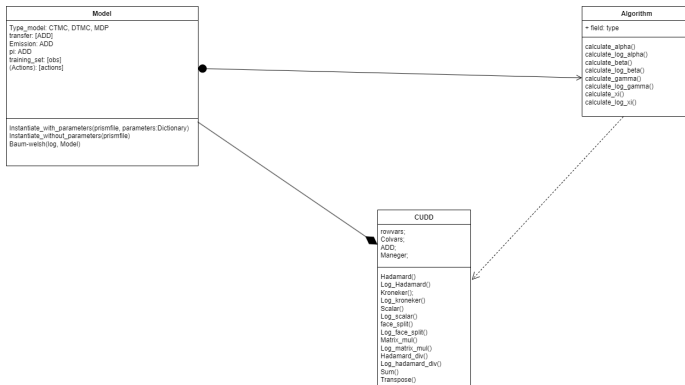 Model
Type_model: CTMC, DTMC, MDP
transfer: [ADD]
Emission: ADD
pi: ADD
training_set: [obs]
(Actions): [actions]
Instantiate_with_parameters(prismfile, parameters:Dictionary)
Instantiate_without_parameters(prismfile)
Baum-welsh(log, Model)
Algorithm
+ field: type
calculate_alpha()
calculate_log_alpha()
calculate_beta()
calculate_log_beta()
calculate_gamma()
calculate_log_gamma()
calculate_xi()
calculate_log_xi()
CUDD
rowvars;
Colvars;
ADD;
Maneger;
Hadamard()
Log_Hadamard()
Kroneker();
Log_kroneker()
Scalar()
Log_scalar()
face_split()
Log_face_split()
Matrix_mul()
Log_matrix_mul()
Hadamard_div()
Log_hadamard_div()
Sum()
Transpose()